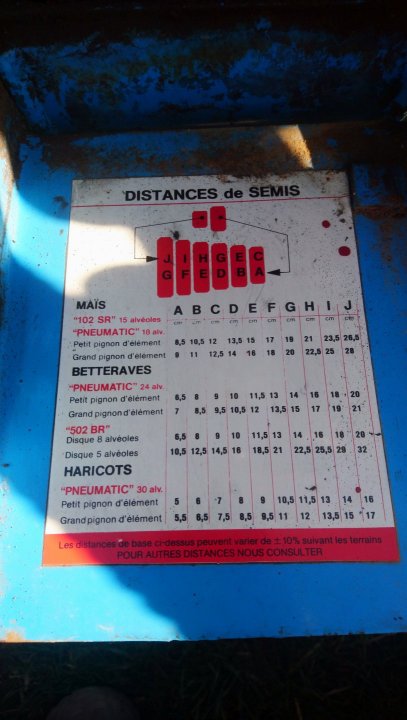 DISTANCES de SEMIS
J I H G E C
G F E D B A
MAÏS
"102 SR" 15 alvéoles A B C D E F G H I J
"PNEUMATIC" 18 alv. cm cm cm cm cm cm cm cm cm cm
Petit pignon d'élément 8,5 10,5 12 13,5 15 17 19 21 23,5 26,5
Grand pignon d'élément 9 11 12,5 14 16 18 20 22,5 25 28
BETTERAVES
"PNEUMATIC" 24 alv.
Petit pignon d'élément 6,5 8 9 10 11,5 13 14 16 18 20
Grand pignon d'élément 7 8,5 9,5 10,5 12 13,5 15 17 19 21
"502 BR"
Disque 8 alvéoles 6,5 8 9 10 11,5 13 14 16 18 20
Disque 5 alvéoles 10,5 12,5 14,5 16 18,5 21 22,5 25,5 29 32
HARICOTS
"PNEUMATIC" 30 alv.
Petit pignon d'élément 5 6 7 8 9 10,5 11,5 13 14 16
Grand pignon d'élément 5,5 6,5 7,5 8,5 9,5 11 12 13,5 15 17
Les distances de base ci-dessus peuvent varier de ± 10% suivant les terrains
POUR AUTRES DISTANCES NOUS CONSULTER